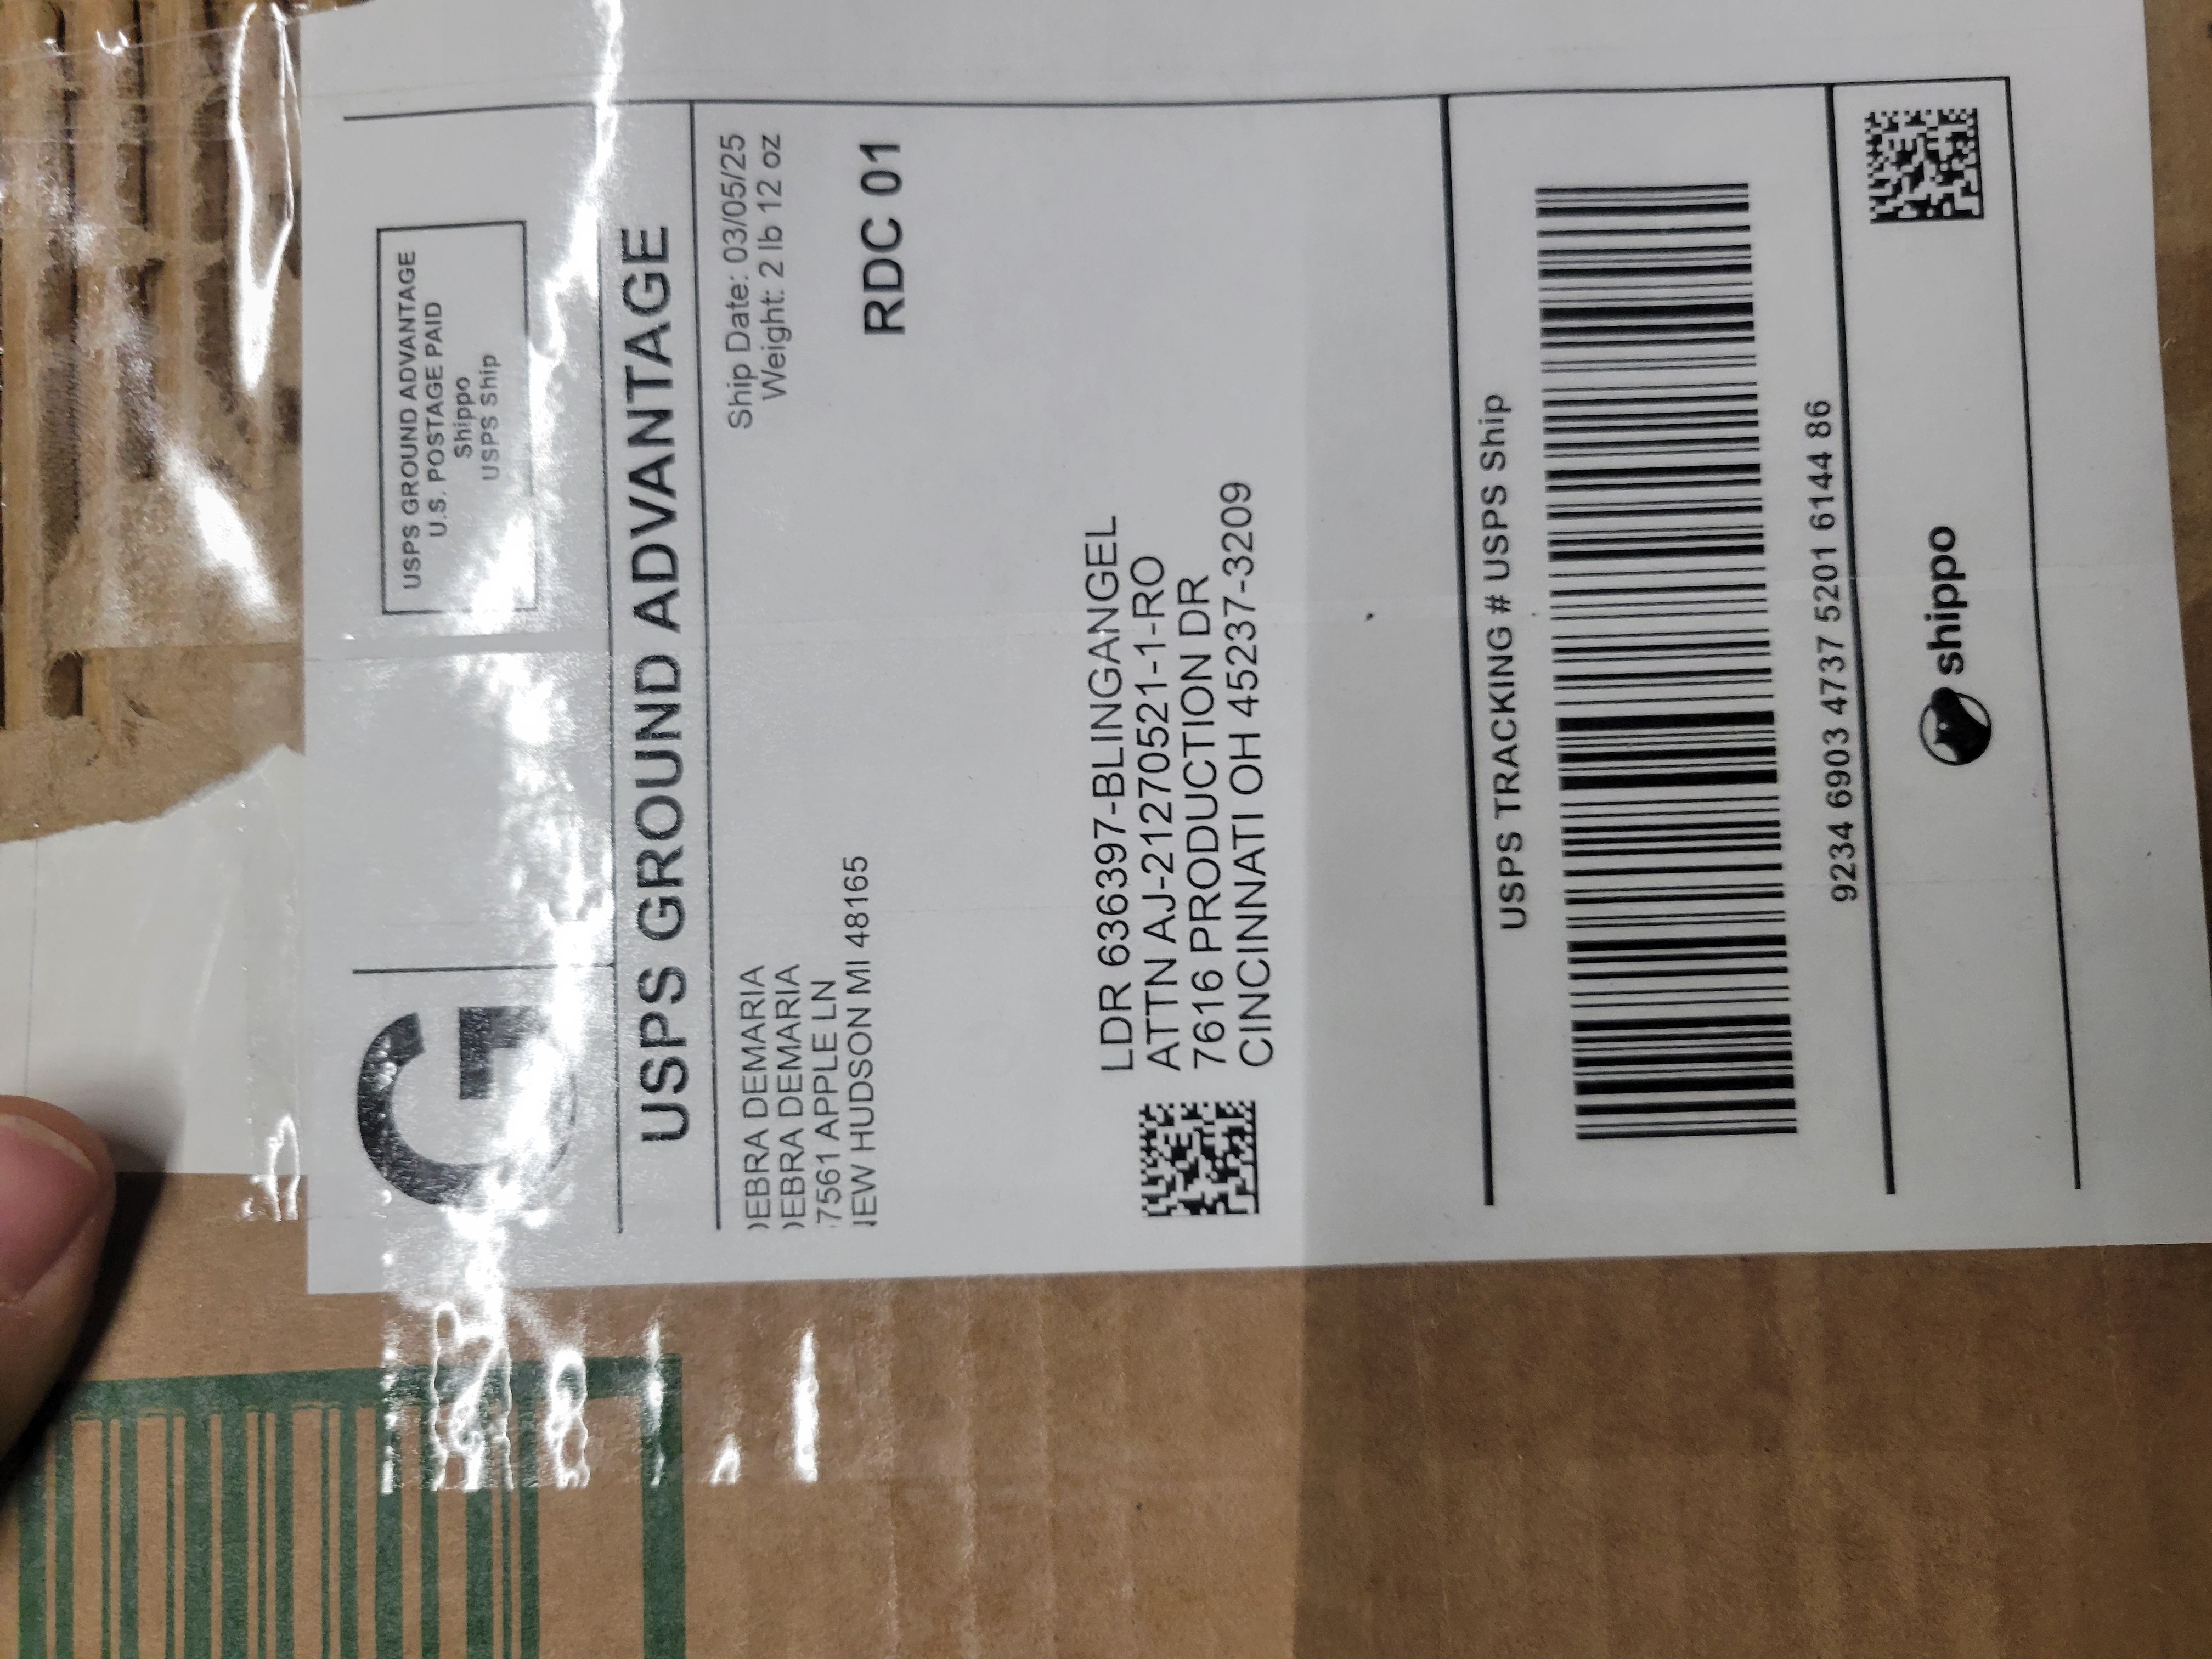 G
USPS GROUND ADVANTAGE
U.S. POSTAGE PAID
Shippo
USPS Ship
USPS GROUND ADVANTAGE
EBRA DEMARIA
EBRA DEMARIA
7561 APPLE LN
EW HUDSON MI 48165
Ship Date: 03/05/25
Weight: 2 lb 12 oz
RDC 01
LDR 636397-BLINGANGEL
ATTN AJ-21270521-1-RO
7616 PRODUCTION DR
CINCINNATI OH 45237-3209
USPS TRACKING # USPS Ship
9234 6903 4737 5201 6144 86
shippo